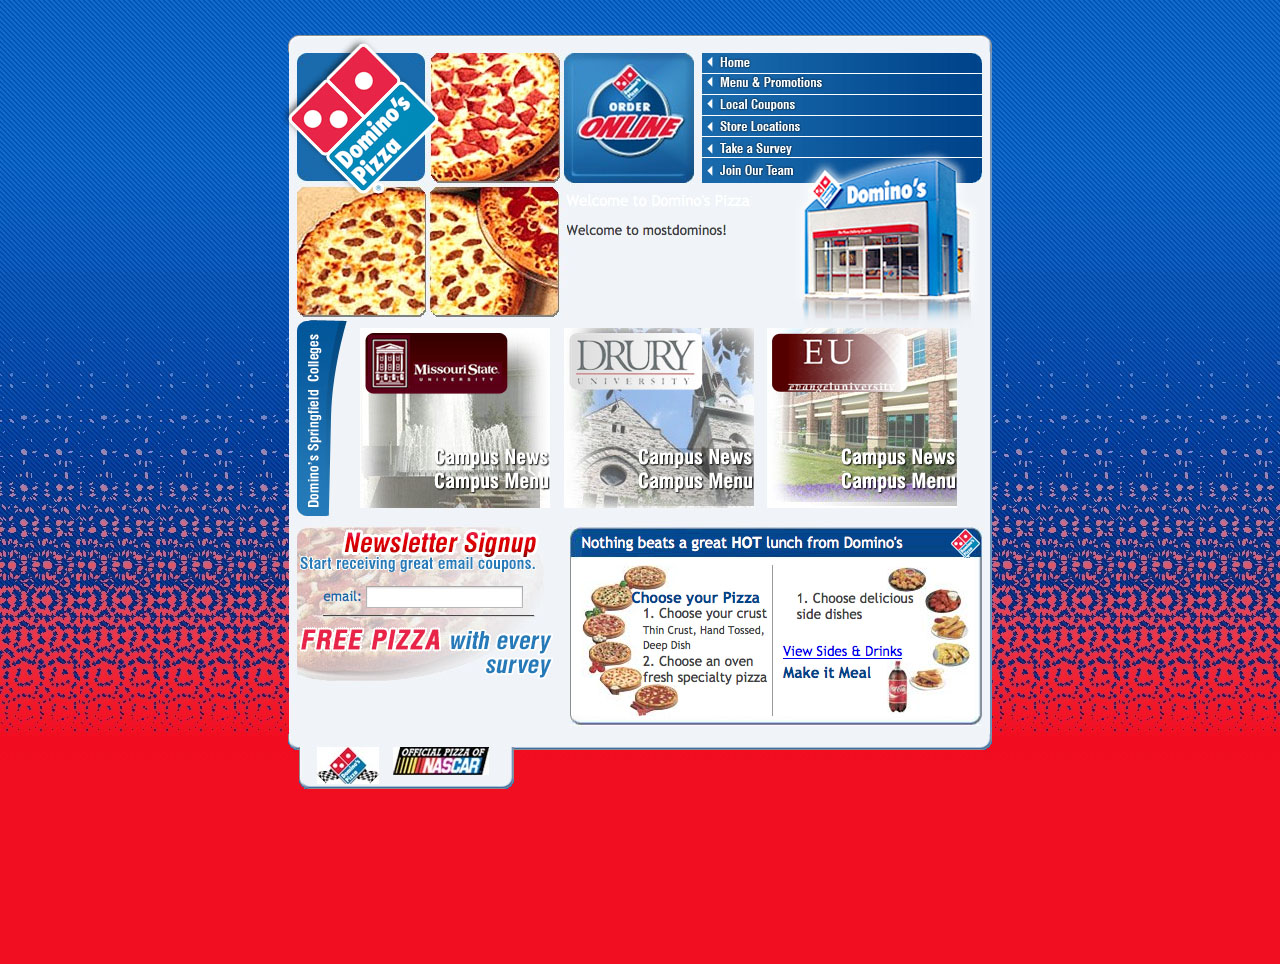 Domino's
Pizza
ORDER
ONLINE
Home
Menu & Promotions
Local Coupons
Store Locations
Take a Survey
Join Our Team
Domino's
Welcome to Domino's Pizza
Welcome to mostdominos!
Domino's Springfield Colleges
Missouri State
UNIVERSITY
Campus News
Campus Menu
DRURY
UNIVERSITY
Campus News
Campus Menu
EU
evangeluniversity
Campus News
Campus Menu
Newsletter Signup
Start receiving great email coupons.
email:
FREE PIZZA with every
survey
Nothing beats a great HOT lunch from Domino's
Choose your Pizza
1. Choose your crust
Thin Crust, Hand Tossed,
Deep Dish
2. Choose an oven
fresh specialty pizza
1. Choose delicious
side dishes
View Sides & Drinks
Make it Meal
Domino's
Pizza
OFFICIAL PIZZA OF
NASCAR